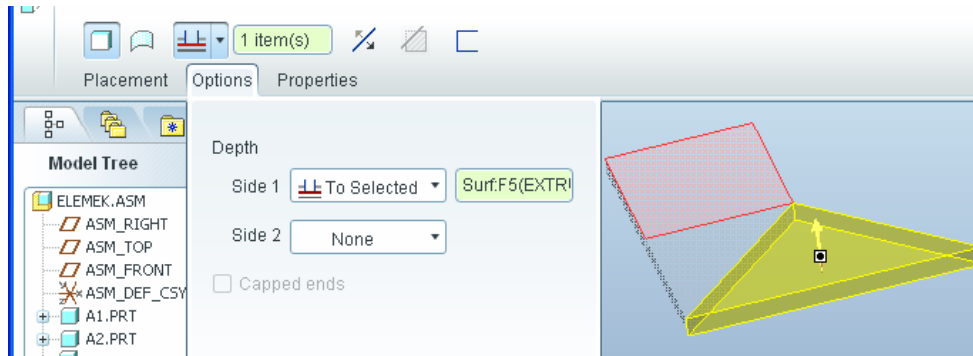 1 item(s)
Placement Options Properties
Model Tree
ELEMEK.ASM
ASM_RIGHT
ASM_TOP
ASM_FRONT
ASM_DEF_CSY
A1.PRT
A2.PRT
Depth
Side 1 To Selected Surf:F5(EXTRU
Side 2 None
Capped ends